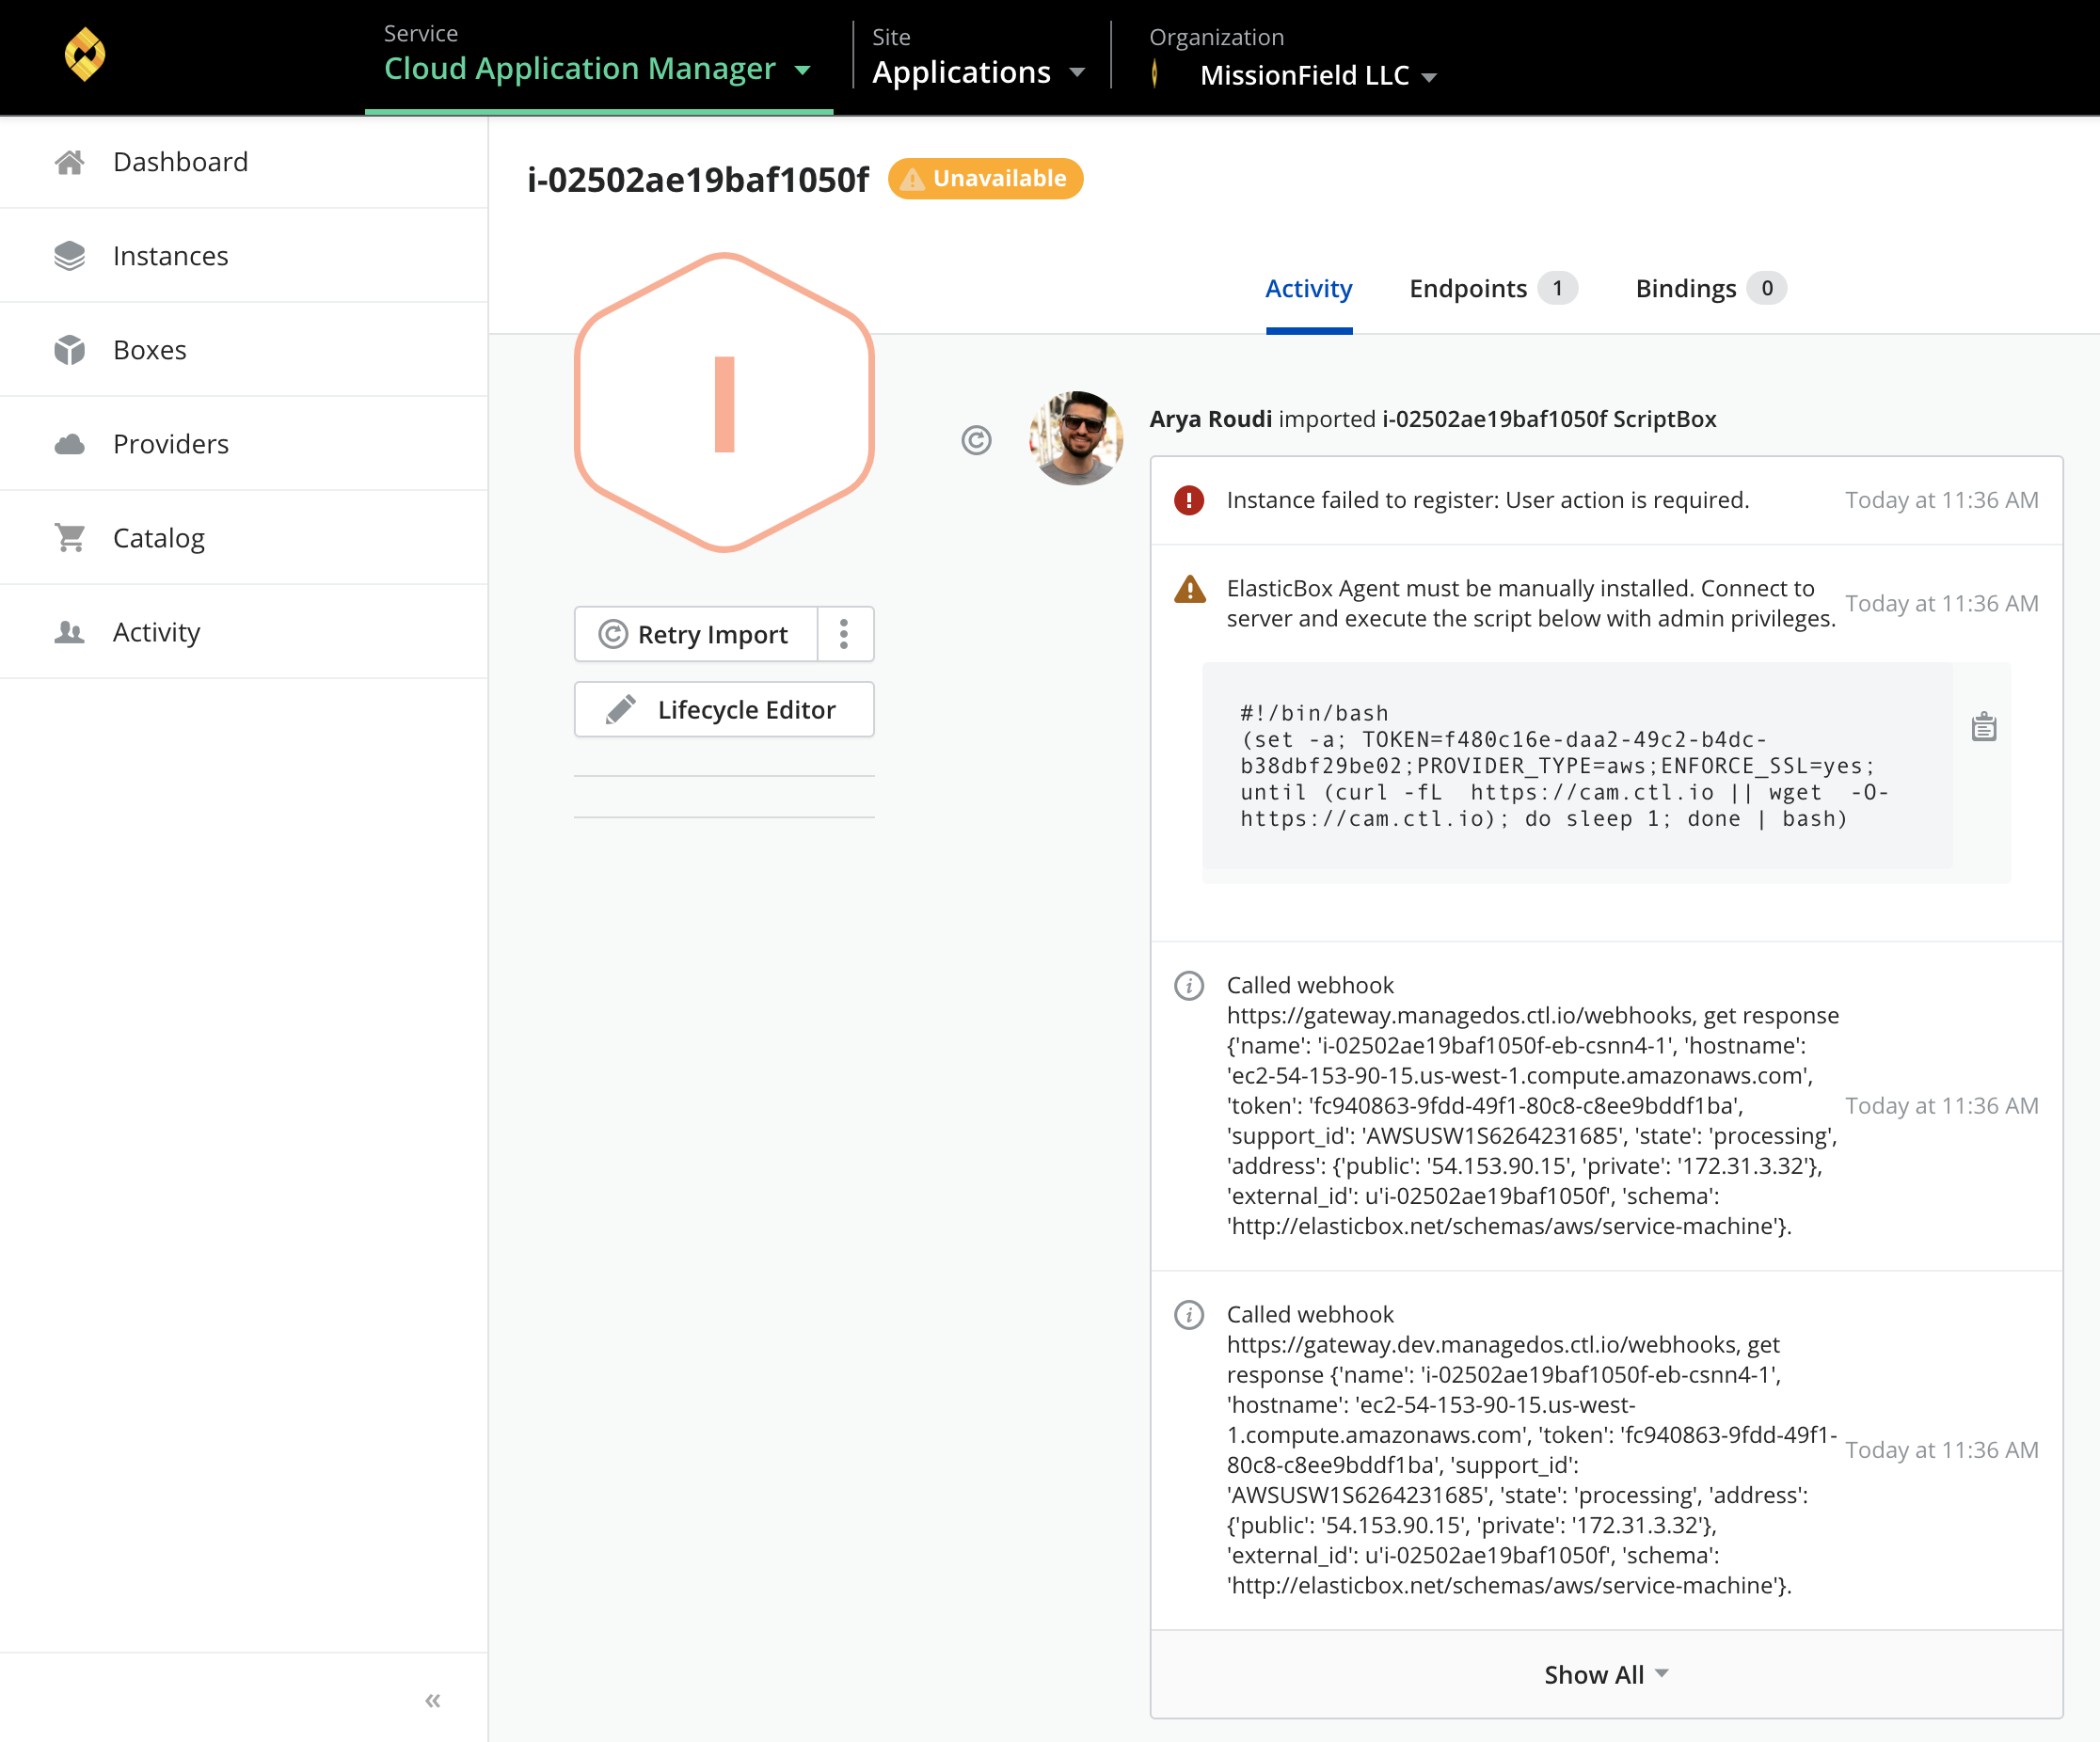 Service
Cloud Application Manager
Site
Applications
Organization
MissionField LLC
Dashboard
Instances
Boxes
Providers
Catalog
Activity
«
i-02502ae19baf1050f
Unavailable
I
Retry Import
Lifecycle Editor
Activity
Endpoints 1
Bindings 0
Arya Roudi imported i-02502ae19baf1050f ScriptBox
Instance failed to register: User action is required.
Today at 11:36 AM
ElasticBox Agent must be manually installed. Connect to
server and execute the script below with admin privileges.
Today at 11:36 AM
#!/bin/bash
(set -a; TOKEN=f480c16e-daa2-49c2-b4dc-
b38dbf29be02;PROVIDER_TYPE=aws;ENFORCE_SSL=yes;
until (curl -fL  https://cam.ctl.io || wget  -O-
https://cam.ctl.io); do sleep 1; done | bash)
Called webhook
https://gateway.managedos.ctl.io/webhooks, get response
{'name': 'i-02502ae19baf1050f-eb-csnn4-1', 'hostname':
'ec2-54-153-90-15.us-west-1.compute.amazonaws.com',
'token': 'fc940863-9fdd-49f1-80c8-c8ee9bddf1ba',
'support_id': 'AWSUSW1S6264231685', 'state': 'processing',
'address': {'public': '54.153.90.15', 'private': '172.31.3.32'},
'external_id': u'i-02502ae19baf1050f', 'schema':
'http://elasticbox.net/schemas/aws/service-machine'}.
Today at 11:36 AM
Called webhook
https://gateway.dev.managedos.ctl.io/webhooks, get
response {'name': 'i-02502ae19baf1050f-eb-csnn4-1',
'hostname': 'ec2-54-153-90-15.us-west-
1.compute.amazonaws.com', 'token': 'fc940863-9fdd-49f1-
80c8-c8ee9bddf1ba', 'support_id':
'AWSUSW1S6264231685', 'state': 'processing', 'address':
{'public': '54.153.90.15', 'private': '172.31.3.32'},
'external_id': u'i-02502ae19baf1050f', 'schema':
'http://elasticbox.net/schemas/aws/service-machine'}.
Today at 11:36 AM
Show All